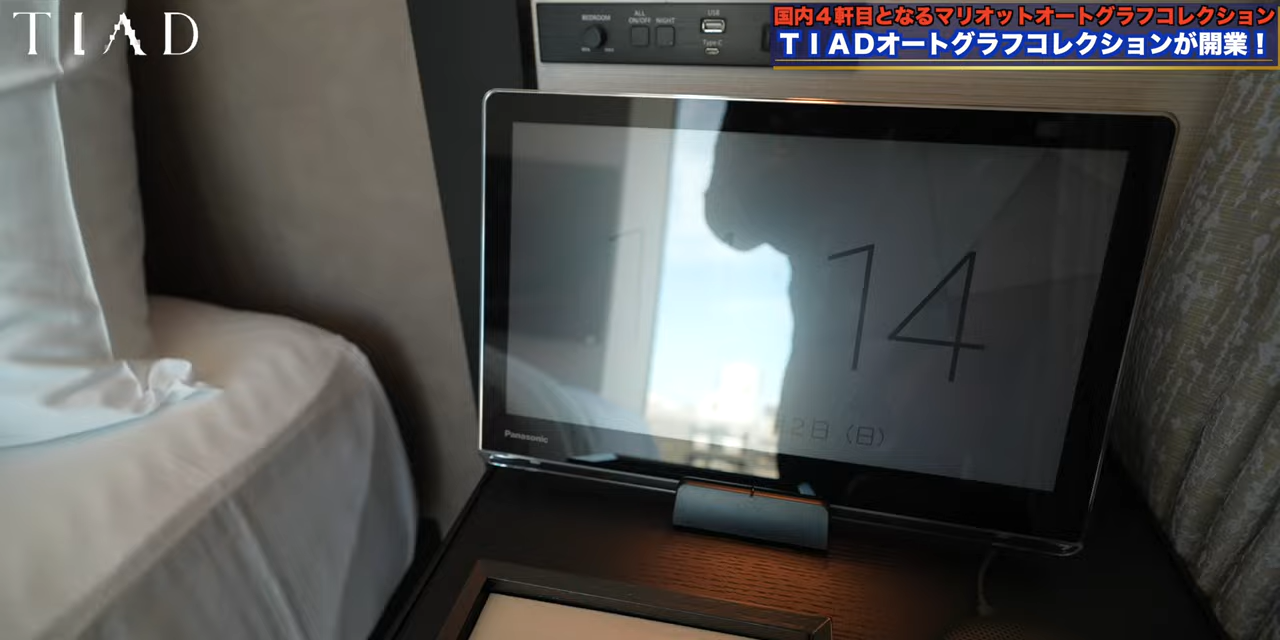 TIAD
国内4軒目となるマリオットオートグラフコレクション
TIADオートグラフコレクションが開業！
BEDROOM
ALL
ON/OFF
NIGHT
USB
Type C
14
2日（日）
Panasonic